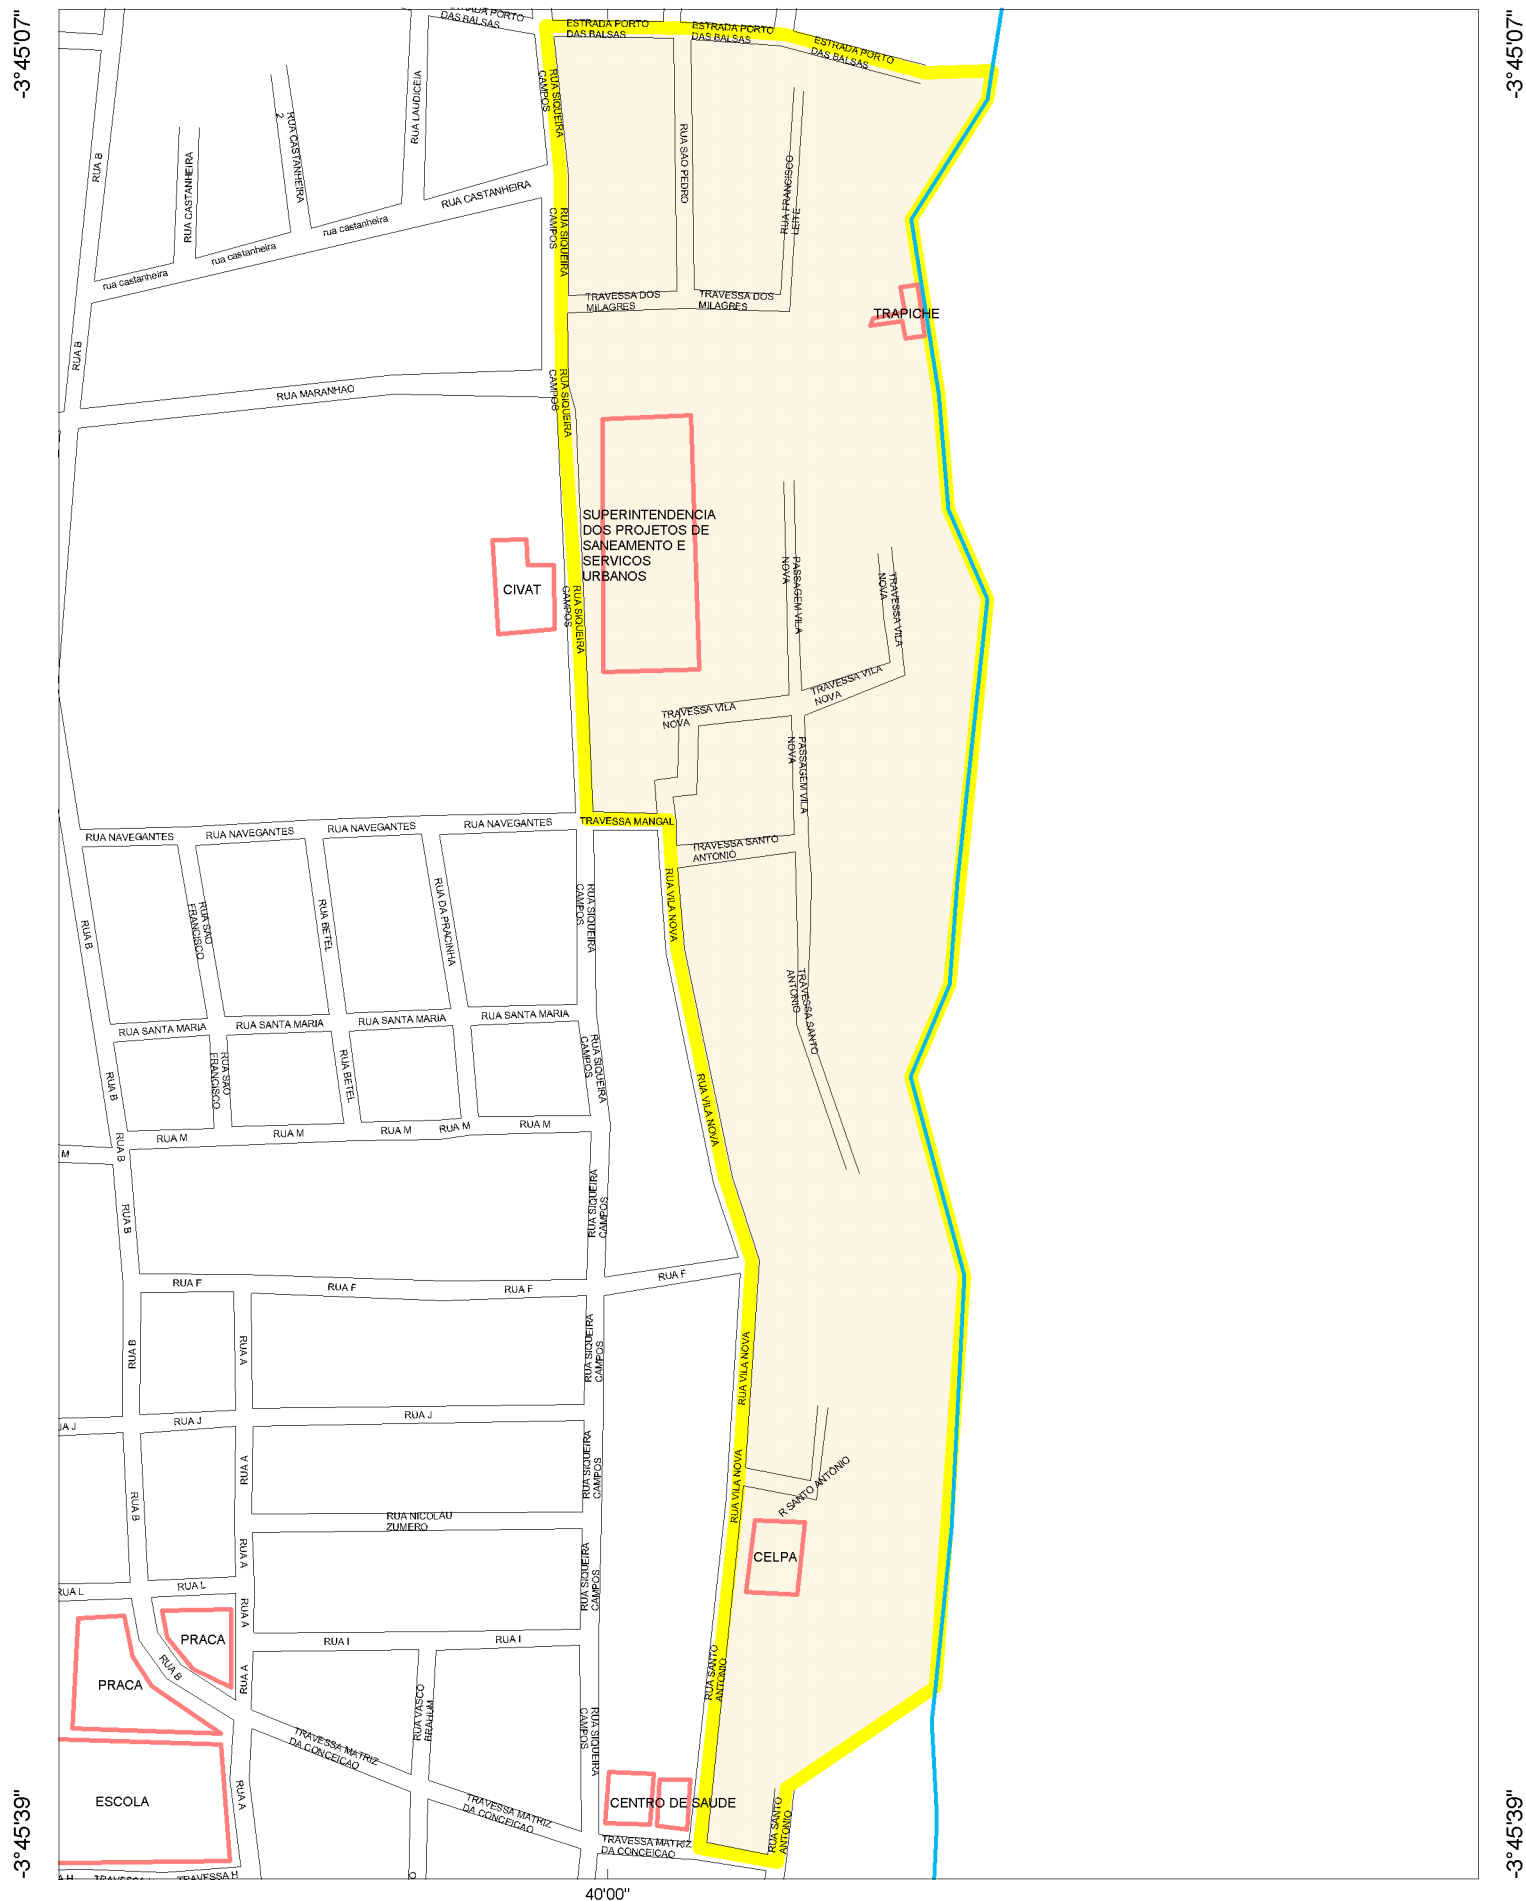 -3°45'07"
-3°45'07"
DAS BALSAS
ESTRADA PORTO
DAS BALSAS
ESTRADA PORTO
DAS BALSAS
ESTRADA PORTO
DAS BALSAS
RUA B
RUA CASTANHEIRA
RUA CASTANHEIRA
2
RUA LAUDICEIA
RUA SIQUEIRA
CAMPOS
RUA SAO PEDRO
RUA FRANCISCO
LEITE
RUA CASTANHEIRA
rua castanheira
rua castanheira
rua castanheira
RUA SIQUEIRA
CAMPOS
TRAVESSA DOS
MILAGRES
TRAVESSA DOS
MILAGRES
TRAPICHE
RUA B
RUA MARANHAO
RUA SIQUEIRA
CAMPOS
SUPERINTENDENCIA
DOS PROJETOS DE
SANEAMENTO E
SERVICOS
URBANOS
CIVAT
RUA SIQUEIRA
CAMPOS
PASSAGEM VILA
NOVA
TRAVESSA VILA
NOVA
TRAVESSA VILA
NOVA
TRAVESSA VILA
NOVA
PASSAGEM VILA
NOVA
RUA NAVEGANTES
RUA NAVEGANTES
RUA NAVEGANTES
RUA NAVEGANTES
TRAVESSA MANGAL
TRAVESSA SANTO
ANTONIO
RUA B
RUA SAO
FRANCISCO
RUA BETEL
RUA DA PRACINHA
RUA SIQUEIRA
CAMPOS
RUA VILA NOVA
TRAVESSA SANTO
ANTONIO
RUA SANTA MARIA
RUA SANTA MARIA
RUA SANTA MARIA
RUA SANTA MARIA
RUA B
RUA SAO
FRANCISCO
RUA BETEL
RUA SIQUEIRA
CAMPOS
RUA VILA NOVA
RUA M
RUA M
RUA M
RUA M
RUA M
M
RUA B
RUA B
RUA SIQUEIRA
CAMPOS
RUA F
RUA F
RUA F
RUA F
RUA B
RUA A
RUA SIQUEIRA
CAMPOS
RUA VILA NOVA
RUA J
RUA J
RUA A
RUA B
RUA SIQUEIRA
CAMPOS
RUA VILA NOVA
R SANTO ANTÔNIO
RUA NICOLAU
ZUMERO
CELPA
RUA A
RUA SIQUEIRA
CAMPOS
RUA L
RUA L
RUA A
PRACA
RUA I
RUA I
RUA B
RUA A
PRACA
RUA SANTO
ANTONIO
RUA VASCO
BRAHUM
RUA SIQUEIRA
CAMPOS
TRAVESSA MATRIZ
DA CONCEICAO
ESCOLA
RUA A
TRAVESSA MATRIZ
DA CONCEICAO
CENTRO DE SAUDE
TRAVESSA MATRIZ
DA CONCEICAO
RUA SANTO
ANTONIO
TRAVESSA H
-3°45'39"
-3°45'39"
40'00"